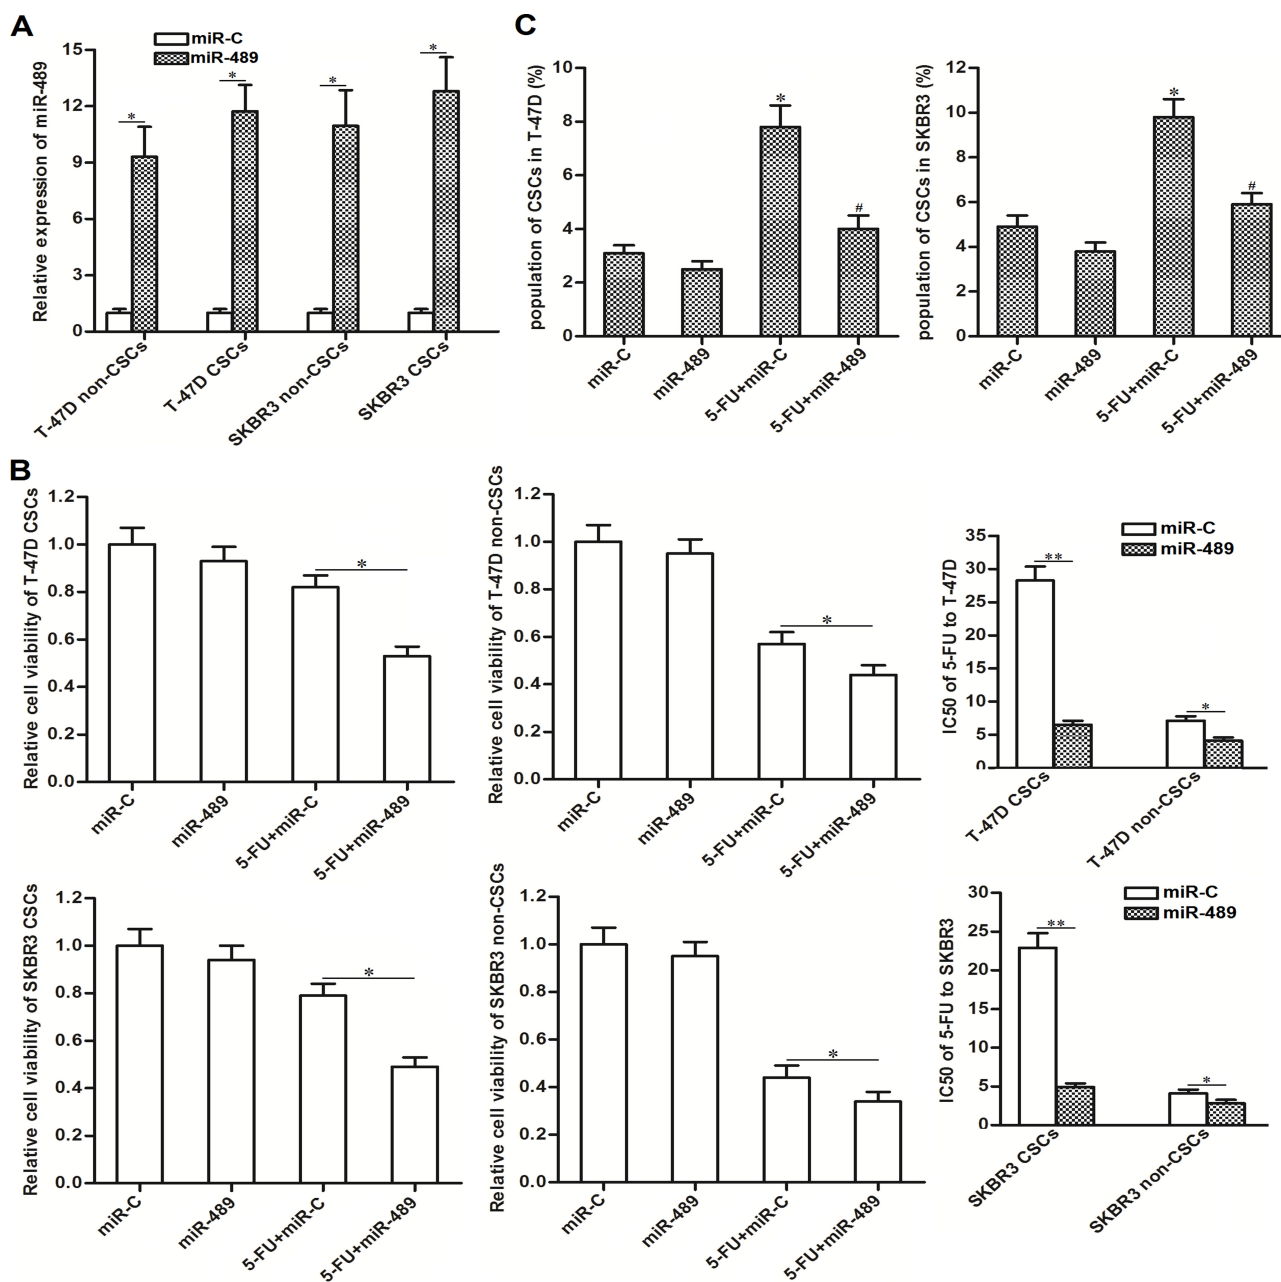 A
miR-C
miR-489
Relative expression of miR-489
15
12
9
6
3
0
*
*
*
*
T-47D non-CSCs
T-47D CSCs
SKBR3 non-CSCs
SKBR3 CSCs
C
population of CSCs in T-47D (%)
10
8
6
4
2
0
*
#
miR-C
miR-489
5-FU+miR-C
5-FU+miR-489
population of CSCs in SKBR3 (%)
12
10
8
6
4
2
0
*
#
miR-C
miR-489
5-FU+miR-C
5-FU+miR-489
B
Relative cell viability of T-47D CSCs
1.2
1.0
0.8
0.6
0.4
0.2
0.0
*
miR-C
miR-489
5-FU+miR-C
5-FU+miR-489
Relative cell viability of T-47D non-CSCs
1.2
1.0
0.8
0.6
0.4
0.2
0.0
*
miR-C
miR-489
5-FU+miR-C
5-FU+miR-489
miR-C
miR-489
IC50 of 5-FU to T-47D
35
30
25
20
15
10
5
0
**
*
T-47D CSCs
T-47D non-CSCs
Relative cell viability of SKBR3 CSCs
1.2
1.0
0.8
0.6
0.4
0.2
0.0
*
miR-C
miR-489
5-FU+miR-C
5-FU+miR-489
Relative cell viability of SKBR3 non-CSCs
1.2
1.0
0.8
0.6
0.4
0.2
0.0
*
miR-C
miR-489
5-FU+miR-C
5-FU+miR-489
miR-C
miR-489
IC50 of 5-FU to SKBR3
30
25
20
15
10
5
0
**
*
SKBR3 CSCs
SKBR3 non-CSCs